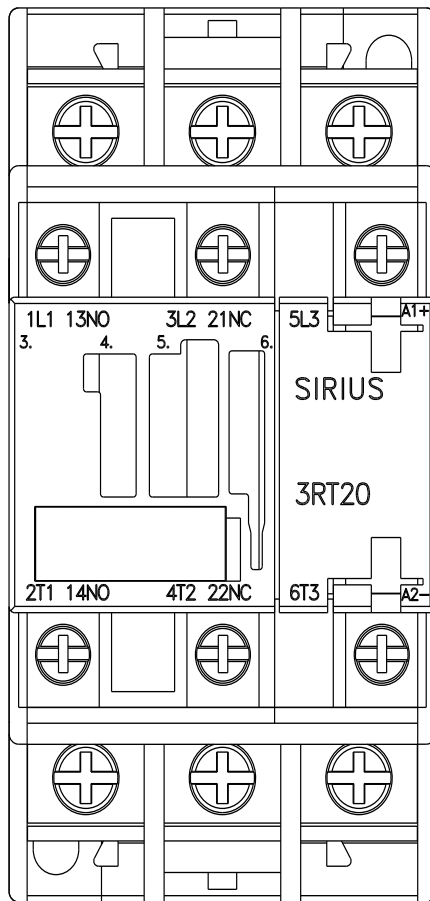 1L1 13NO 3L2 21NC 5L3 A1+
3. 4. 5. 6.
SIRIUS
3RT20
2T1 14NO 4T2 22NC 6T3 A2-